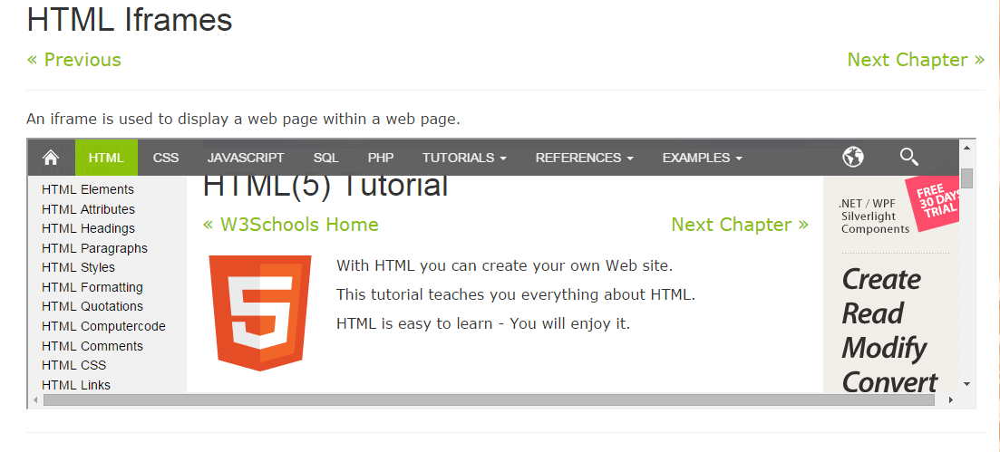 HTML Iframes
« Previous
Next Chapter »
An iframe is used to display a web page within a web page.
HTML CSS JAVASCRIPT SQL PHP TUTORIALS REFERENCES EXAMPLES
HTML Elements
HTML Attributes
HTML Headings
HTML Paragraphs
HTML Styles
HTML Formatting
HTML Quotations
HTML Computercode
HTML Comments
HTML CSS
HTML Links
HTML(5) Tutorial
« W3Schools Home
Next Chapter »
5
With HTML you can create your own Web site.
This tutorial teaches you everything about HTML.
HTML is easy to learn - You will enjoy it.
.NET / WPF
Silverlight
Components
FREE
30 DAYS
TRIAL
Create
Read
Modify
Convert